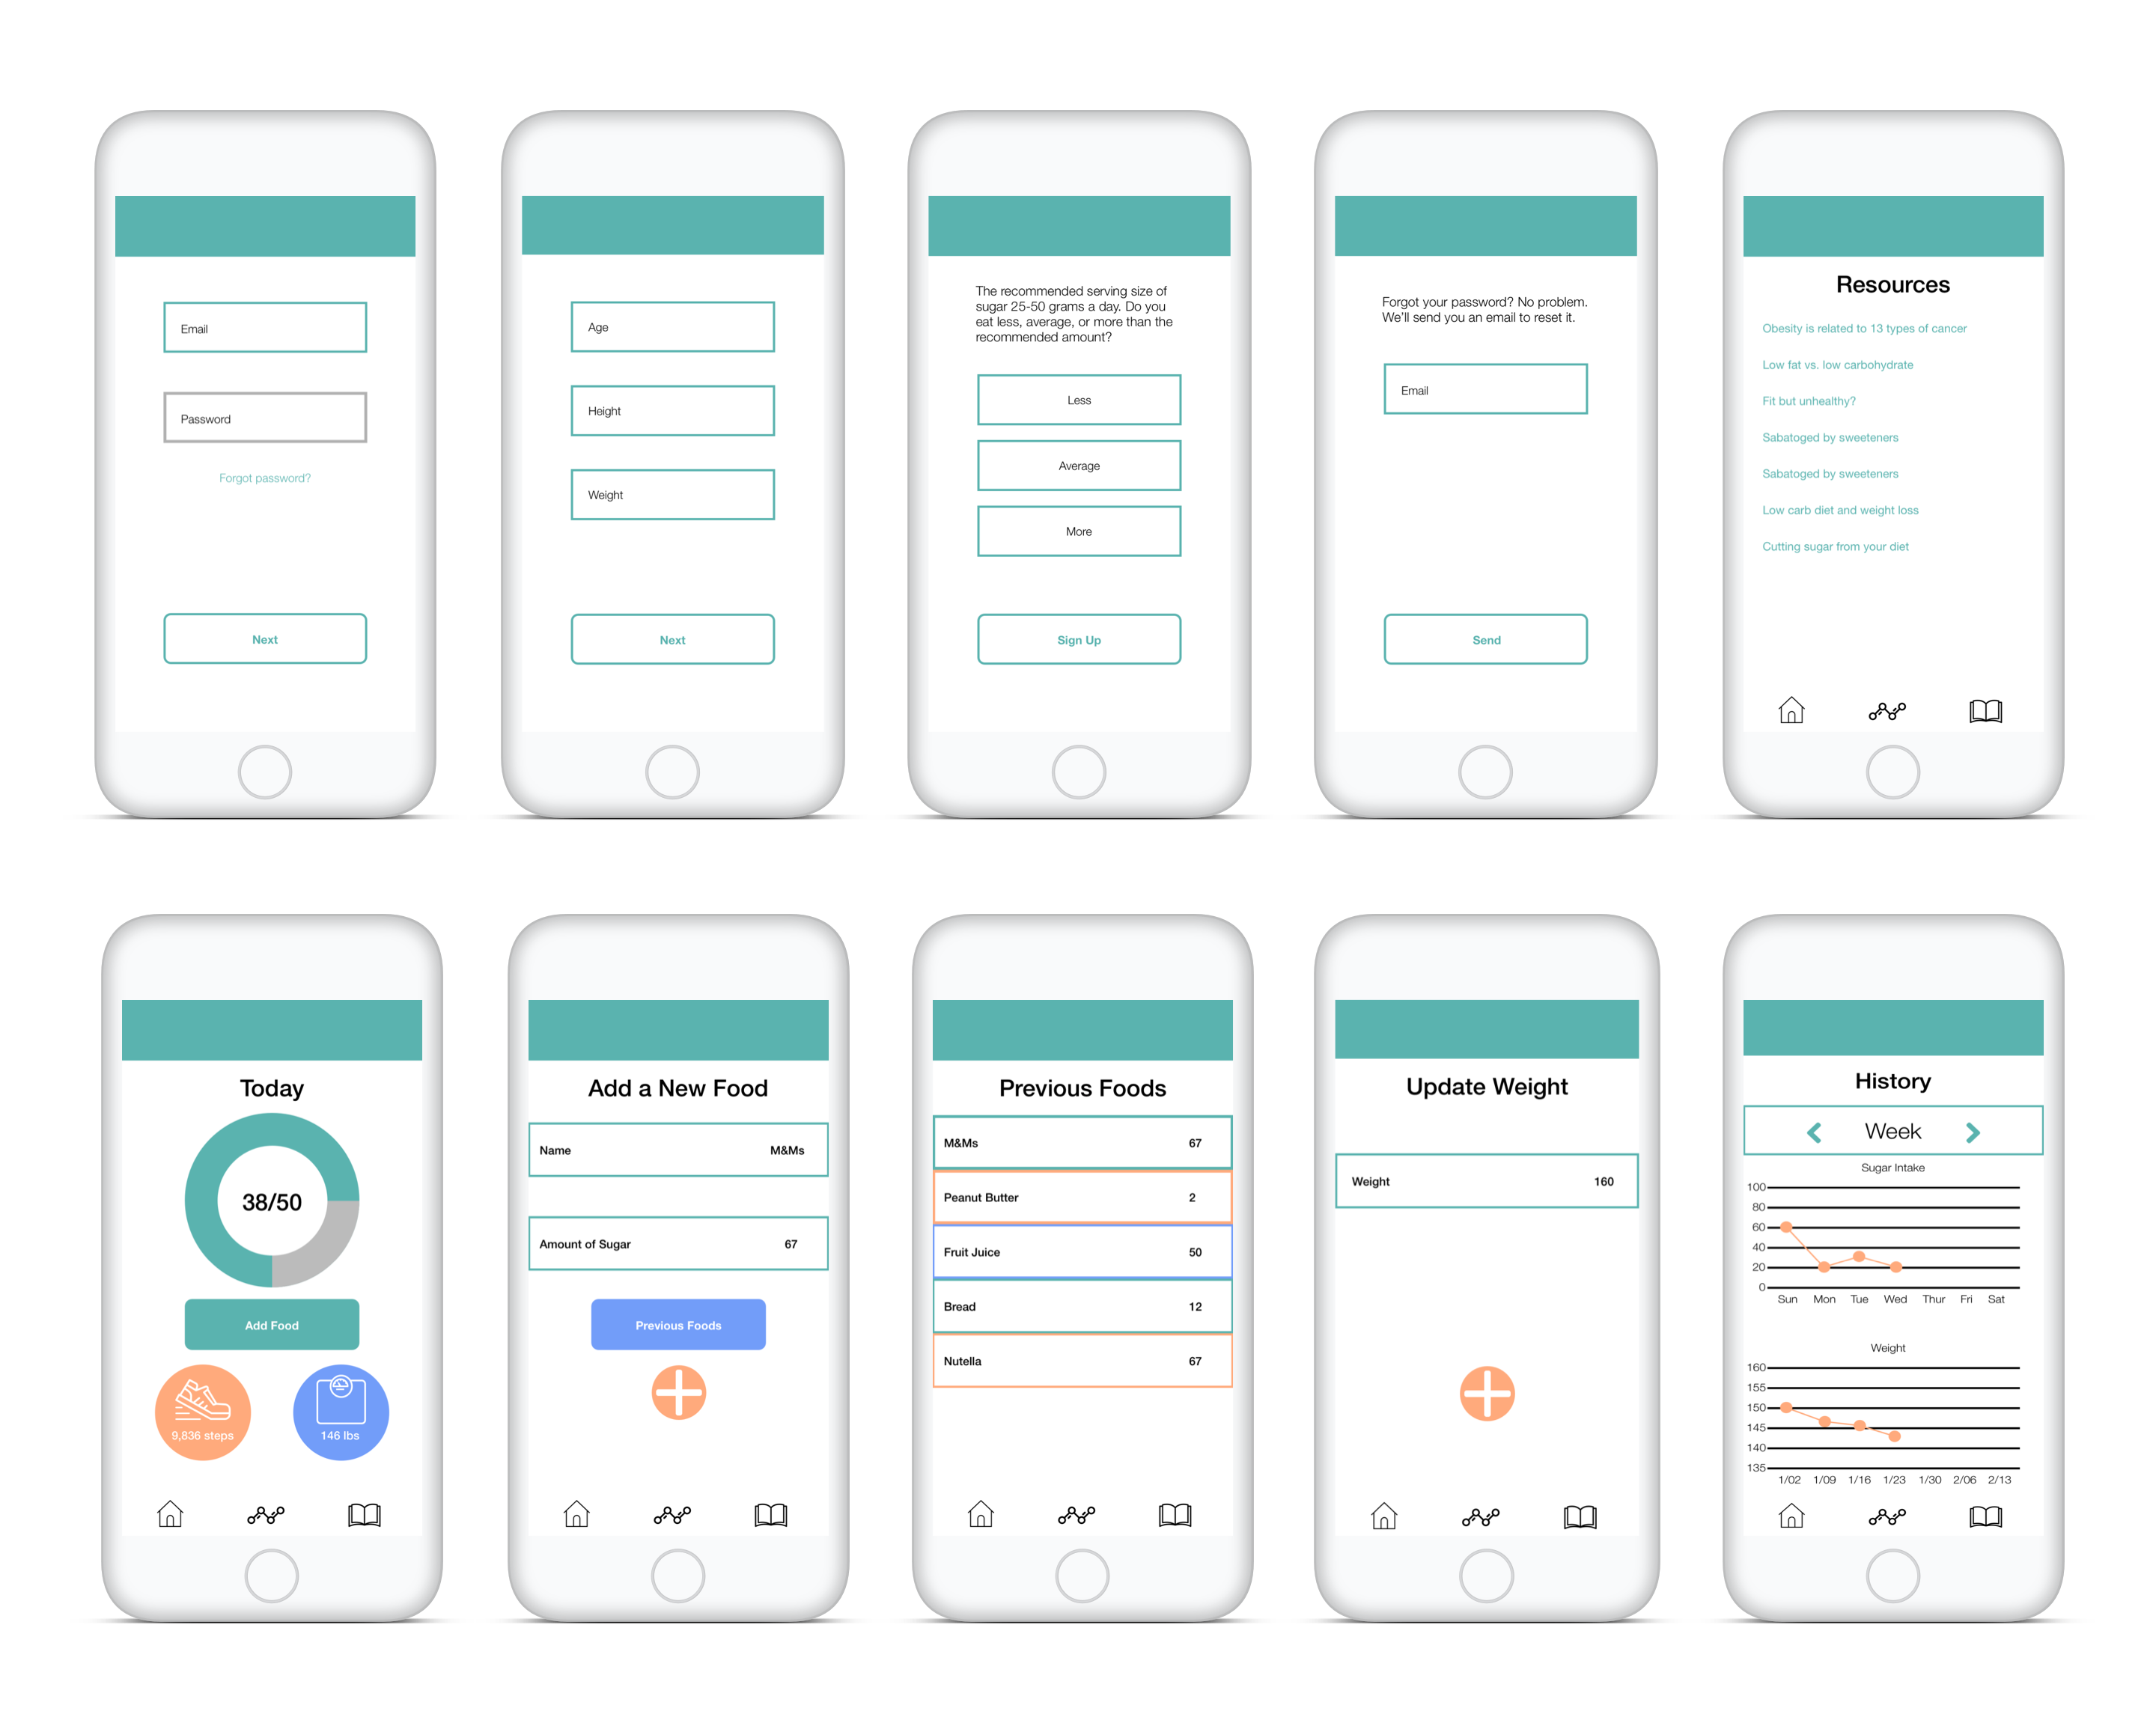 Email
Password
Forgot password?
Next
Age
Height
Weight
Next
The recommended serving size of
sugar 25-50 grams a day. Do you
eat less, average, or more than the
recommended amount?
Less
Average
More
Sign Up
Forgot your password? No problem.
We'll send you an email to reset it.
Email
Send
Resources
Obesity is related to 13 types of cancer
Low fat vs. low carbohydrate
Fit but unhealthy?
Sabatoged by sweeteners
Sabatoged by sweeteners
Low carb diet and weight loss
Cutting sugar from your diet
Today
38/50
Add Food
9,836 steps
146 lbs
Add a New Food
Name M&Ms
Amount of Sugar 67
Previous Foods
Previous Foods
M&Ms 67
Peanut Butter 2
Fruit Juice 50
Bread 12
Nutella 67
Update Weight
Weight 160
History
Week
Sugar Intake
100
80
60
40
20
0
Sun Mon Tue Wed Thur Fri Sat
Weight
160
155
150
145
140
135
1/02 1/09 1/16 1/23 1/30 2/06 2/13